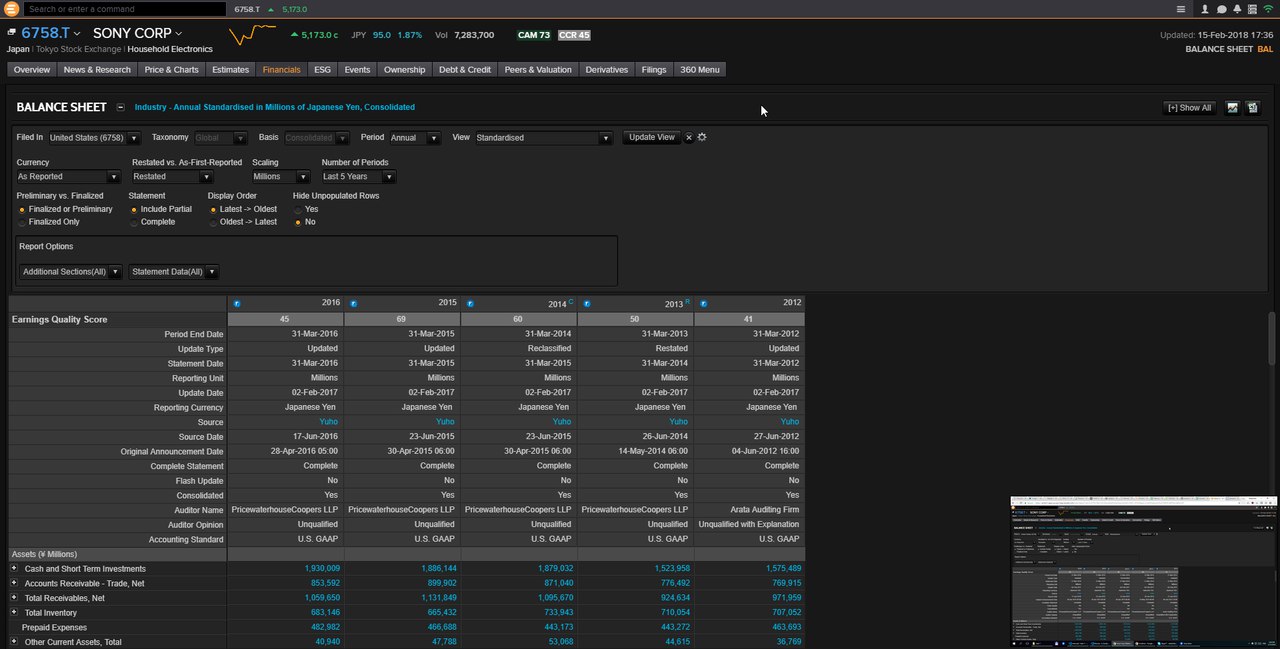 Search or enter a command 6758.T 5,173.0
6758.T SONY CORP 5,173.0 c JPY 95.0 1.87% Vol 7,283,700 CAM 73 CCR 45 Updated: 15-Feb-2018 17:36
Japan | Tokyo Stock Exchange | Household Electronics BALANCE SHEET BAL
Overview News & Research Price & Charts Estimates Financials ESG Events Ownership Debt & Credit Peers & Valuation Derivatives Filings 360 Menu
BALANCE SHEET Industry - Annual Standardised in Millions of Japanese Yen, Consolidated [+] Show All
Filed In United States (6758) Taxonomy Global Basis Consolidated Period Annual View Standardised Update View
Currency Restated vs. As-First-Reported Scaling Number of Periods
As Reported Restated Millions Last 5 Years
Preliminary vs. Finalized Statement Display Order Hide Unpopulated Rows
Finalized or Preliminary Include Partial Latest -> Oldest Yes
Finalized Only Complete Oldest -> Latest No
Report Options
Additional Sections(All) Statement Data(All)
2016 2015 2014 C 2013 R 2012
Earnings Quality Score 45 69 60 50 41
Period End Date 31-Mar-2016 31-Mar-2015 31-Mar-2014 31-Mar-2013 31-Mar-2012
Update Type Updated Updated Reclassified Restated Updated
Statement Date 31-Mar-2016 31-Mar-2015 31-Mar-2015 31-Mar-2014 31-Mar-2012
Reporting Unit Millions Millions Millions Millions Millions
Update Date 02-Feb-2017 02-Feb-2017 02-Feb-2017 02-Feb-2017 02-Feb-2017
Reporting Currency Japanese Yen Japanese Yen Japanese Yen Japanese Yen Japanese Yen
Source Yuho Yuho Yuho Yuho Yuho
Source Date 17-Jun-2016 23-Jun-2015 23-Jun-2015 26-Jun-2014 27-Jun-2012
Original Announcement Date 28-Apr-2016 05:00 30-Apr-2015 06:00 30-Apr-2015 06:00 14-May-2014 06:00 04-Jun-2012 16:00
Complete Statement Complete Complete Complete Complete Complete
Flash Update No No No No No
Consolidated Yes Yes Yes Yes Yes
Auditor Name PricewaterhouseCoopers LLP PricewaterhouseCoopers LLP PricewaterhouseCoopers LLP PricewaterhouseCoopers LLP Arata Auditing Firm
Auditor Opinion Unqualified Unqualified Unqualified Unqualified Unqualified with Explanation
Accounting Standard U.S. GAAP U.S. GAAP U.S. GAAP U.S. GAAP U.S. GAAP
Assets (¥ Millions)
Cash and Short Term Investments 1,930,009 1,886,144 1,879,032 1,523,958 1,575,489
Accounts Receivable - Trade, Net 853,592 899,902 871,040 776,492 769,915
Total Receivables, Net 1,059,650 1,131,849 1,095,670 924,634 971,959
Total Inventory 683,146 665,432 733,943 710,054 707,052
Prepaid Expenses 482,982 466,688 443,173 443,272 463,693
Other Current Assets, Total 40,940 47,788 53,068 44,615 36,769